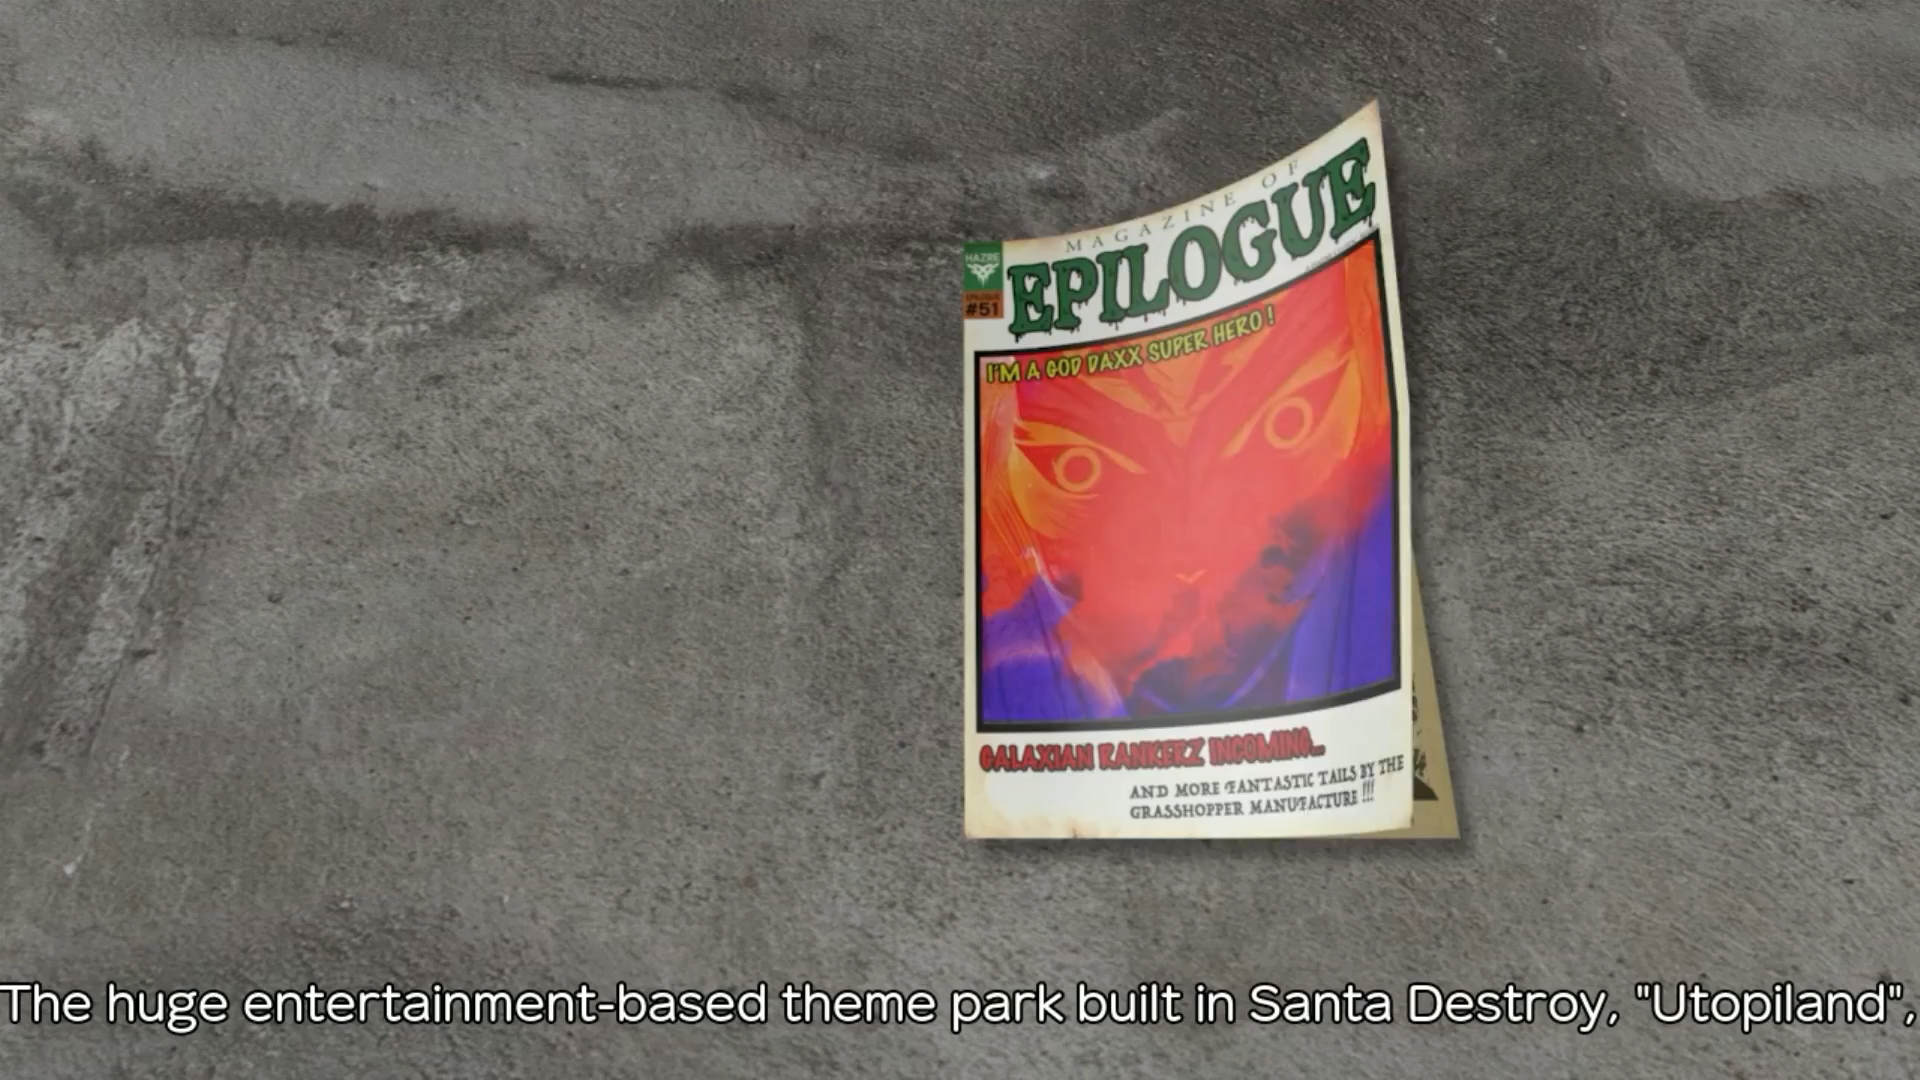 MAGAZINE OF
EPILOGUE
HAZRE
#51
I'M A GOD DAXX SUPER HERO!
GALAXIAN RANKERZ INCOMING...
AND MORE FANTASTIC TAILS BY THE
GRASSHOPPER MANUFACTURE !!!
The huge entertainment-based theme park built in Santa Destroy, "Utopiland",